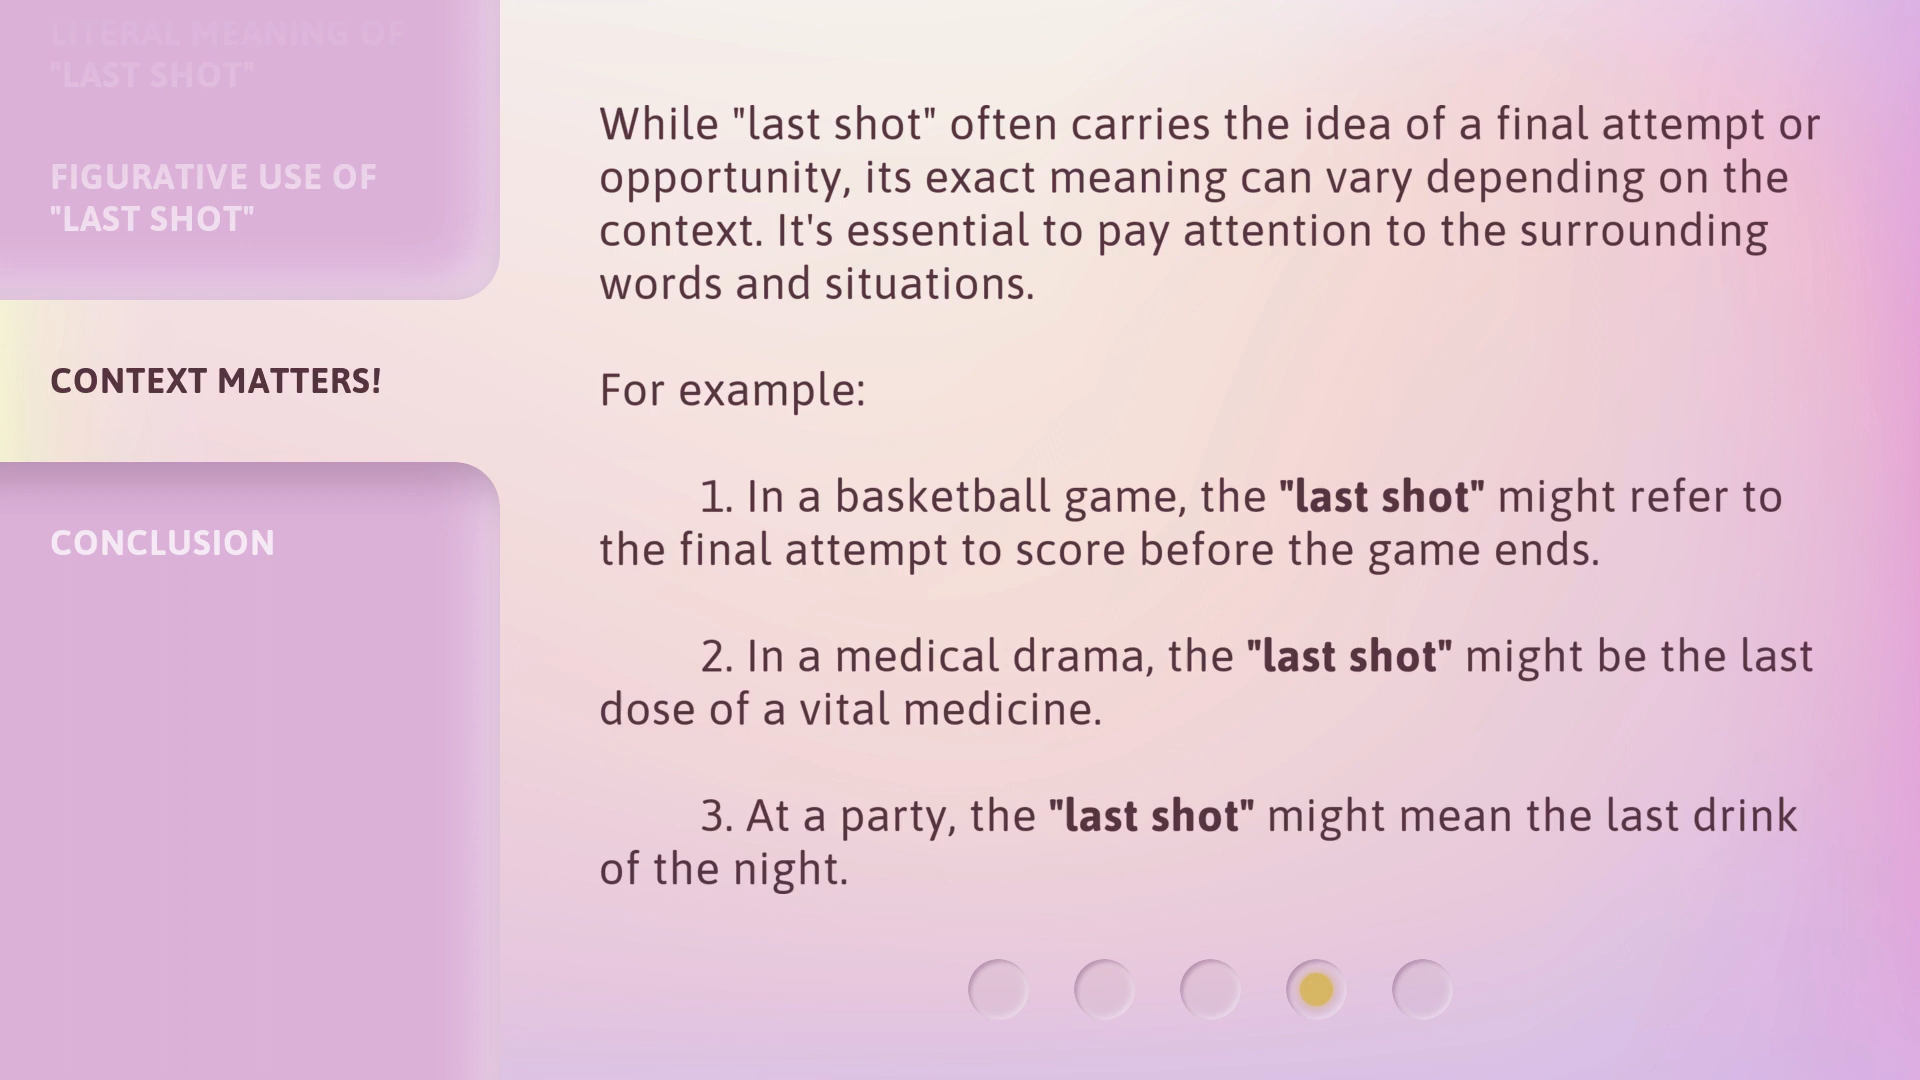 LITERAL MEANING OF
"LAST SHOT"
FIGURATIVE USE OF
"LAST SHOT"
CONTEXT MATTERS!
CONCLUSION
While "last shot" often carries the idea of a final attempt or
opportunity, its exact meaning can vary depending on the
context. It's essential to pay attention to the surrounding
words and situations.
For example:
1. In a basketball game, the "last shot" might refer to
the final attempt to score before the game ends.
2. In a medical drama, the "last shot" might be the last
dose of a vital medicine.
3. At a party, the "last shot" might mean the last drink
of the night.